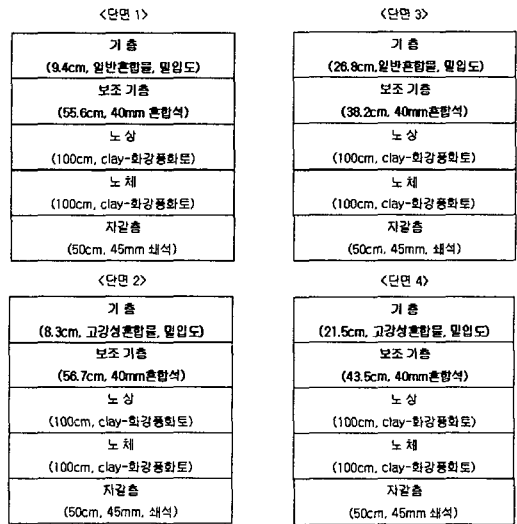 <단면 1>
기 층
(9.4cm, 일반혼합물, 밀입도)
보조 기층
(55.6cm, 40mm 혼합석)
노 상
(100cm, clay-화강풍화토)
노 체
(100cm, clay-화강풍화토)
자갈층
(50cm, 45mm 쇄석)
<단면 3>
기 층
(26.8cm,일반혼합물, 밀입도)
보조 기층
(38.2cm, 40mm혼합석)
노 상
(100cm, clay-화강풍화토)
노 체
(100cm, clay-화강풍화토)
자갈층
(50cm, 45mm, 쇄석)
<단면 2>
기 층
(8.3cm, 고강성혼합물, 밀입도)
보조 기층
(56.7cm, 40mm혼합석)
노 상
(100cm, clay-화강풍화토)
노 체
(100cm, clay-화강풍화토)
자갈층
(50cm, 45mm, 쇄석)
<단면 4>
기 층
(21.5cm, 고강성혼합물, 밀입도)
보조 기층
(43.5cm, 40mm혼합석)
노 상
(100cm, clay-화강풍화토)
노 체
(100cm, clay-화강풍화토)
자갈층
(50cm, 45mm 쇄석)